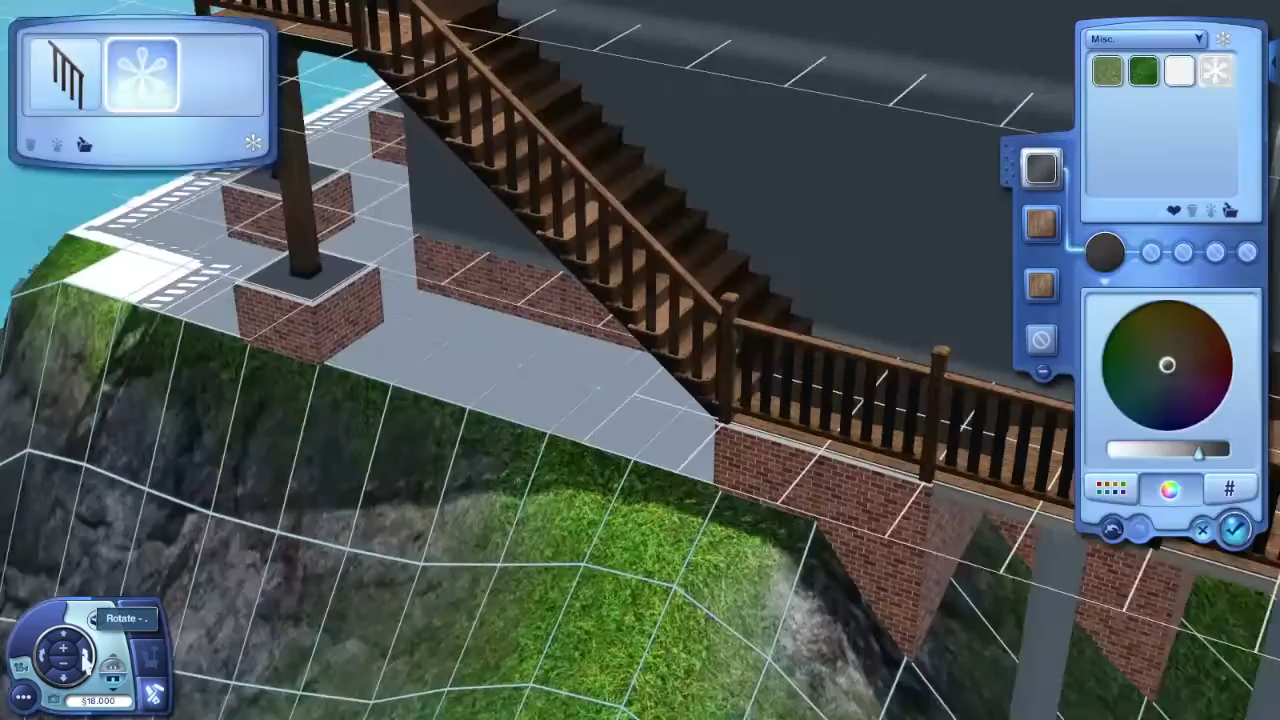 Misc.
#
Rotate - .
$18.000